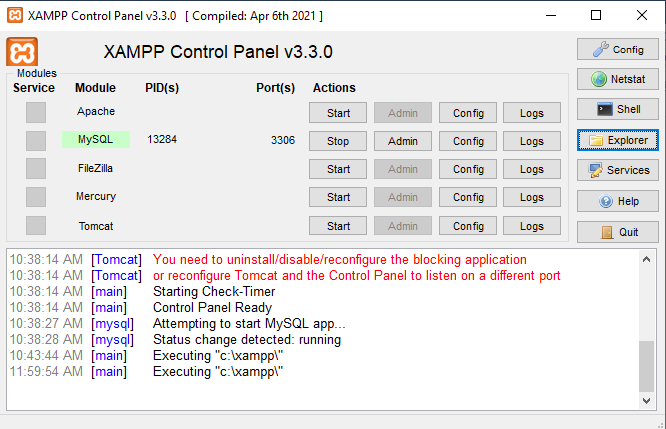 XAMPP Control Panel v3.3.0 [ Compiled: Apr 6th 2021 ]
XAMPP Control Panel v3.3.0
Config
Modules
Service Module PID(s) Port(s) Actions
Netstat
Apache Start Admin Config Logs
Shell
MySQL 13284 3306 Stop Admin Config Logs
Explorer
FileZilla Start Admin Config Logs
Services
Mercury Start Admin Config Logs
Help
Tomcat Start Admin Config Logs
Quit
10:38:14 AM [Tomcat] You need to uninstall/disable/reconfigure the blocking application
10:38:14 AM [Tomcat] or reconfigure Tomcat and the Control Panel to listen on a different port
10:38:14 AM [main] Starting Check-Timer
10:38:14 AM [main] Control Panel Ready
10:38:27 AM [mysql] Attempting to start MySQL app...
10:38:28 AM [mysql] Status change detected: running
10:43:44 AM [main] Executing "c:\xampp\"
11:59:54 AM [main] Executing "c:\xampp\"